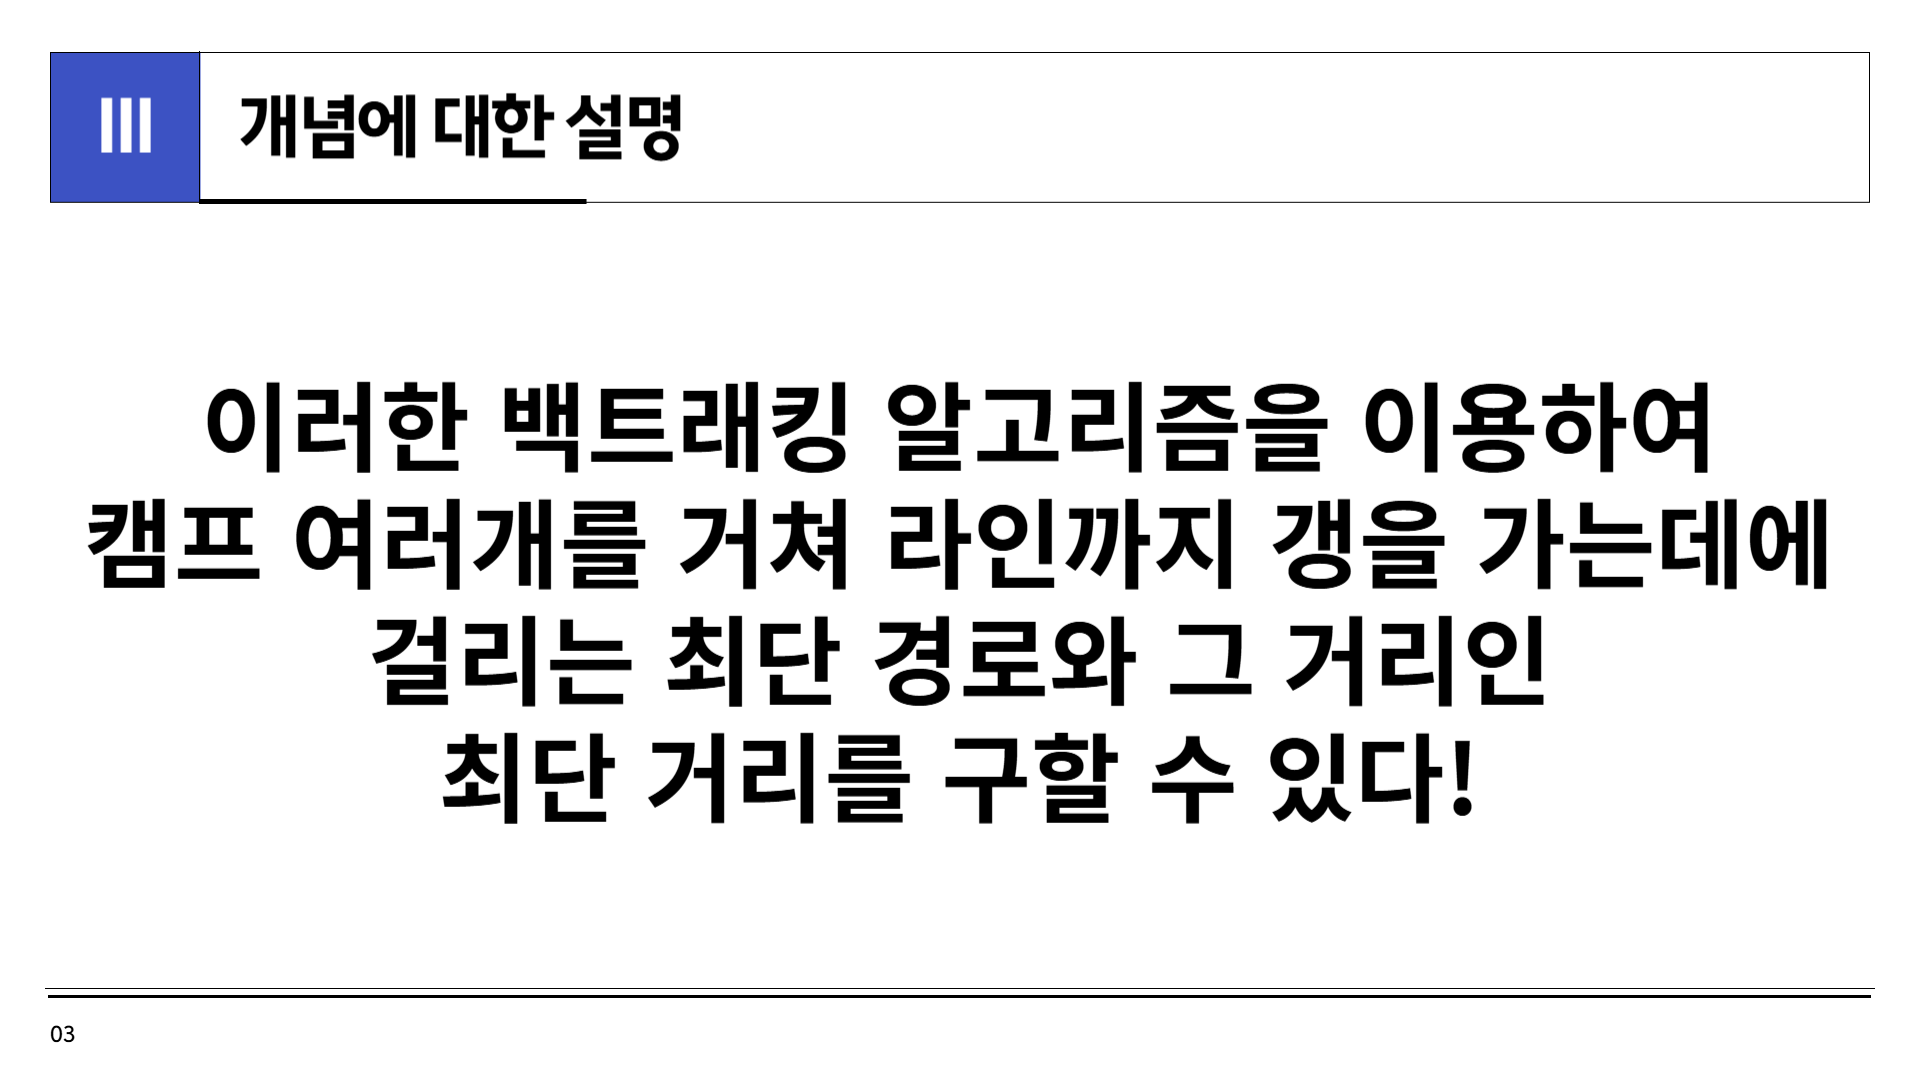 III
개념에 대한 설명
이러한 백트래킹 알고리즘을 이용하여
캠프 여러개를 거쳐 라인까지 갱을 가는데에
걸리는 최단 경로와 그 거리인
최단 거리를 구할 수 있다!
03